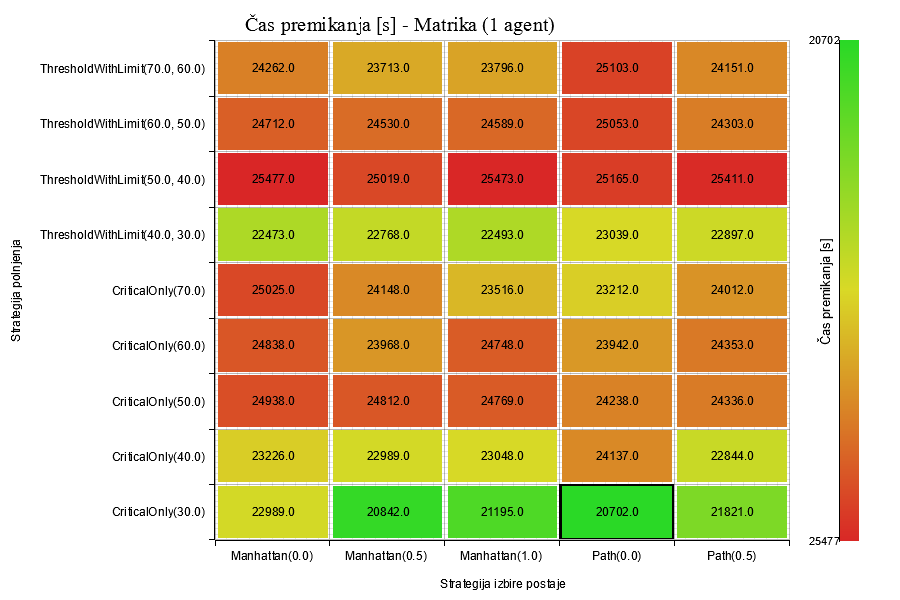 Čas premikanja [s] - Matrika (1 agent)
20702
ThresholdWithLimit(70.0, 60.0) 24262.0 23713.0 23796.0 25103.0 24151.0
ThresholdWithLimit(60.0, 50.0) 24712.0 24530.0 24589.0 25053.0 24303.0
ThresholdWithLimit(50.0, 40.0) 25477.0 25019.0 25473.0 25165.0 25411.0
ThresholdWithLimit(40.0, 30.0) 22473.0 22768.0 22493.0 23039.0 22897.0
CriticalOnly(70.0) 25025.0 24148.0 23516.0 23212.0 24012.0
CriticalOnly(60.0) 24838.0 23968.0 24748.0 23942.0 24353.0
CriticalOnly(50.0) 24938.0 24812.0 24769.0 24238.0 24336.0
CriticalOnly(40.0) 23226.0 22989.0 23048.0 24137.0 22844.0
CriticalOnly(30.0) 22989.0 20842.0 21195.0 20702.0 21821.0
25477
Manhattan(0.0) Manhattan(0.5) Manhattan(1.0) Path(0.0) Path(0.5)
Strategija izbire postaje
Strategija polnjenja
Čas premikanja [s]